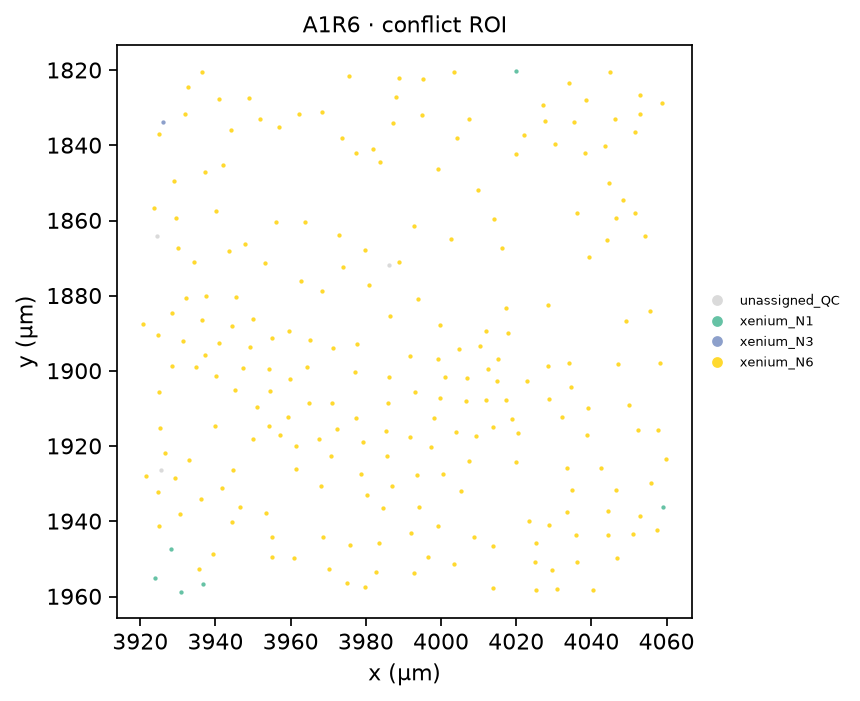 A1R6 · conflict ROI
1820
1840
1860
1880
1900
1920
1940
1960
y (μm)
3920 3940 3960 3980 4000 4020 4040 4060
x (μm)
unassigned_QC
xenium_N1
xenium_N3
xenium_N6